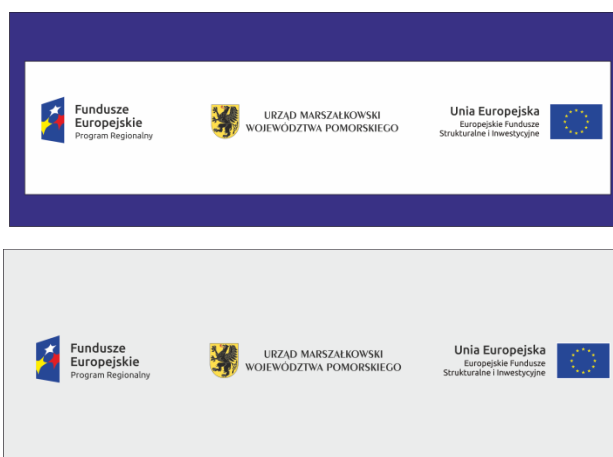 Fundusze
Europejskie
Program Regionalny
URZĄD MARSZAŁKOWSKI
WOJEWÓDZTWA POMORSKIEGO
Unia Europejska
Europejskie Fundusze
Strukturalne i Inwestycyjne
Fundusze
Europejskie
Program Regionalny
URZĄD MARSZAŁKOWSKI
WOJEWÓDZTWA POMORSKIEGO
Unia Europejska
Europejskie Fundusze
Strukturalne i Inwestycyjne